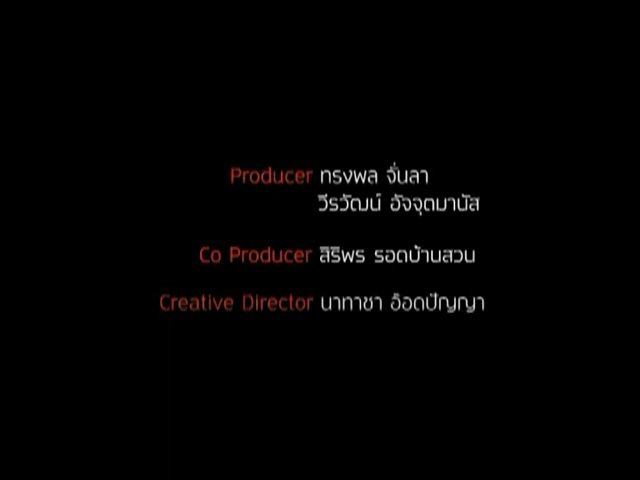 Producer ทรงพล จั่นลา
วีรวัฒน์ อัจจุตมานัส
Co Producer สิริพร รอดบ้านสวน
Creative Director นาทาชา อ๊อดปัญญา